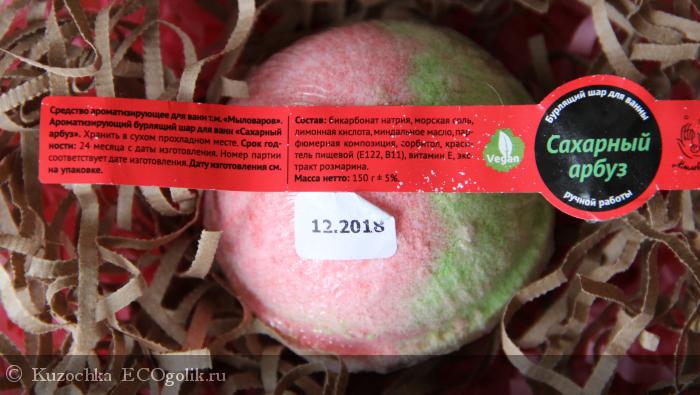 Средство ароматизирующее для ванн т.м. «Мыловаров».
Ароматизирующий бурлящий шар для ванн «Сахарный
арбуз». Хранить в сухом прохладном месте. Срок год-
ности: 24 месяца с даты изготовления. Номер партии
соответствует дате изготовления. Дату изготовления см.
на упаковке.
Состав: бикарбонат натрия, морская соль,
лимонная кислота, миндальное масло, пар-
фюмерная композиция, сорбитол, краси-
тель пищевой (Е122, В11), витамин Е, экс-
тракт розмарина.
Масса нетто: 150 г ± 5%
Vegan
Бурлящий шар для ванны
Сахарный
арбуз
ручной работы
12.2018
© Kuzochka ECOgolik.ru